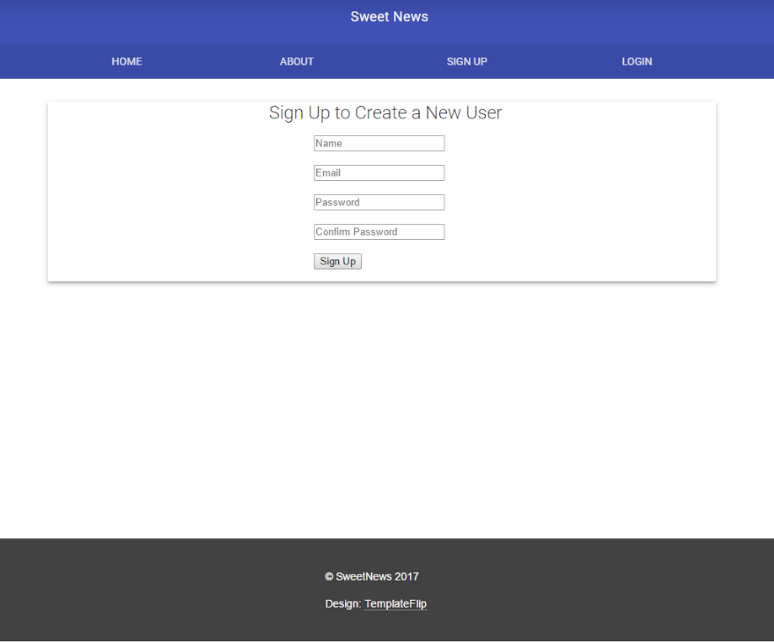 Sweet News
HOME ABOUT SIGN UP LOGIN
Sign Up to Create a New User
Name
Email
Password
Confirm Password
Sign Up
© SweetNews 2017
Design: TemplateFlip